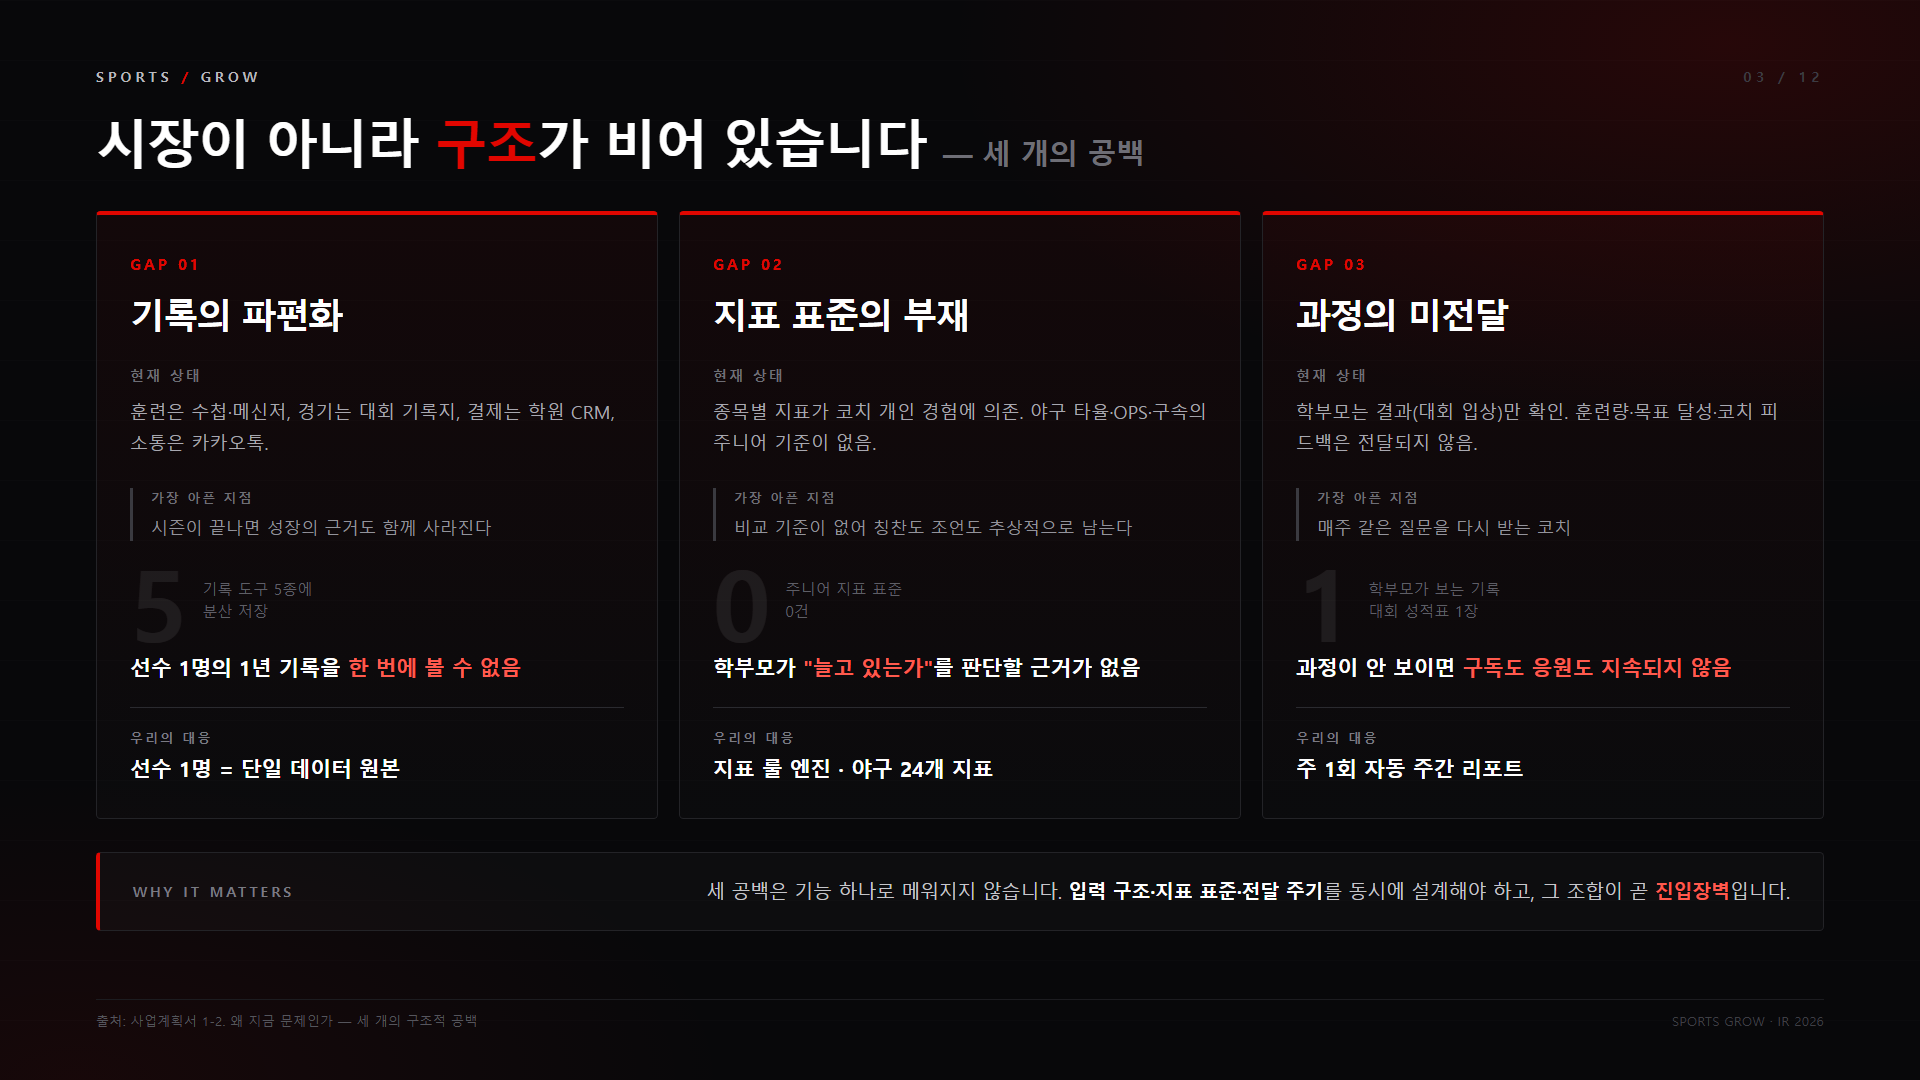 SPORTS / GROW
03 / 12
시장이 아니라 구조가 비어 있습니다 — 세 개의 공백
GAP 01
기록의 파편화
현재 상태
훈련은 수첩·메신저, 경기는 대회 기록지, 결제는 학원 CRM,
소통은 카카오톡.
가장 아픈 지점
시즌이 끝나면 성장의 근거도 함께 사라진다
5
기록 도구 5종에
분산 저장
선수 1명의 1년 기록을 한 번에 볼 수 없음
우리의 대응
선수 1명 = 단일 데이터 원본
GAP 02
지표 표준의 부재
현재 상태
종목별 지표가 코치 개인 경험에 의존. 야구 타율·OPS·구속의
주니어 기준이 없음.
가장 아픈 지점
비교 기준이 없어 칭찬도 조언도 추상적으로 남는다
0
주니어 지표 표준
0건
학부모가 "늘고 있는가"를 판단할 근거가 없음
우리의 대응
지표 룰 엔진 · 야구 24개 지표
GAP 03
과정의 미전달
현재 상태
학부모는 결과(대회 입상)만 확인. 훈련량·목표 달성·코치 피
드백은 전달되지 않음.
가장 아픈 지점
매주 같은 질문을 다시 받는 코치
1
학부모가 보는 기록
대회 성적표 1장
과정이 안 보이면 구독도 응원도 지속되지 않음
우리의 대응
주 1회 자동 주간 리포트
WHY IT MATTERS
세 공백은 기능 하나로 메워지지 않습니다. 입력 구조·지표 표준·전달 주기를 동시에 설계해야 하고, 그 조합이 곧 진입장벽입니다.
출처: 사업계획서 1-2. 왜 지금 문제인가 — 세 개의 구조적 공백
SPORTS GROW · IR 2026